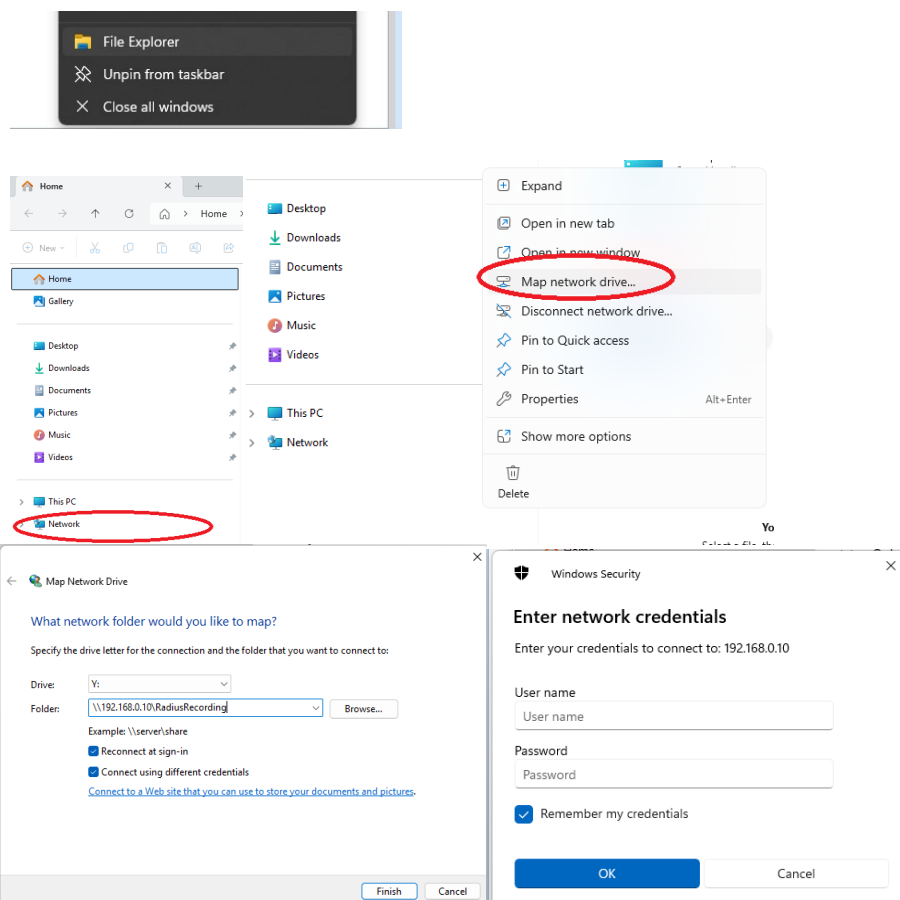 File Explorer
Unpin from taskbar
Close all windows
Home
Home
New
Home
Gallery
Desktop
Downloads
Documents
Pictures
Music
Videos
This PC
Network
Desktop
Downloads
Documents
Pictures
Music
Videos
This PC
Network
Expand
Open in new tab
Open in new window
Map network drive...
Disconnect network drive...
Pin to Quick access
Pin to Start
Properties Alt+Enter
Show more options
Delete
Yo
Map Network Drive
What network folder would you like to map?
Specify the drive letter for the connection and the folder that you want to connect to:
Drive: Y:
Folder: \\192.168.0.10\RadiusRecording Browse...
Example: \\server\share
Reconnect at sign-in
Connect using different credentials
Connect to a Web site that you can use to store your documents and pictures.
Finish Cancel
Windows Security
Enter network credentials
Enter your credentials to connect to: 192.168.0.10
User name
User name
Password
Password
Remember my credentials
OK Cancel